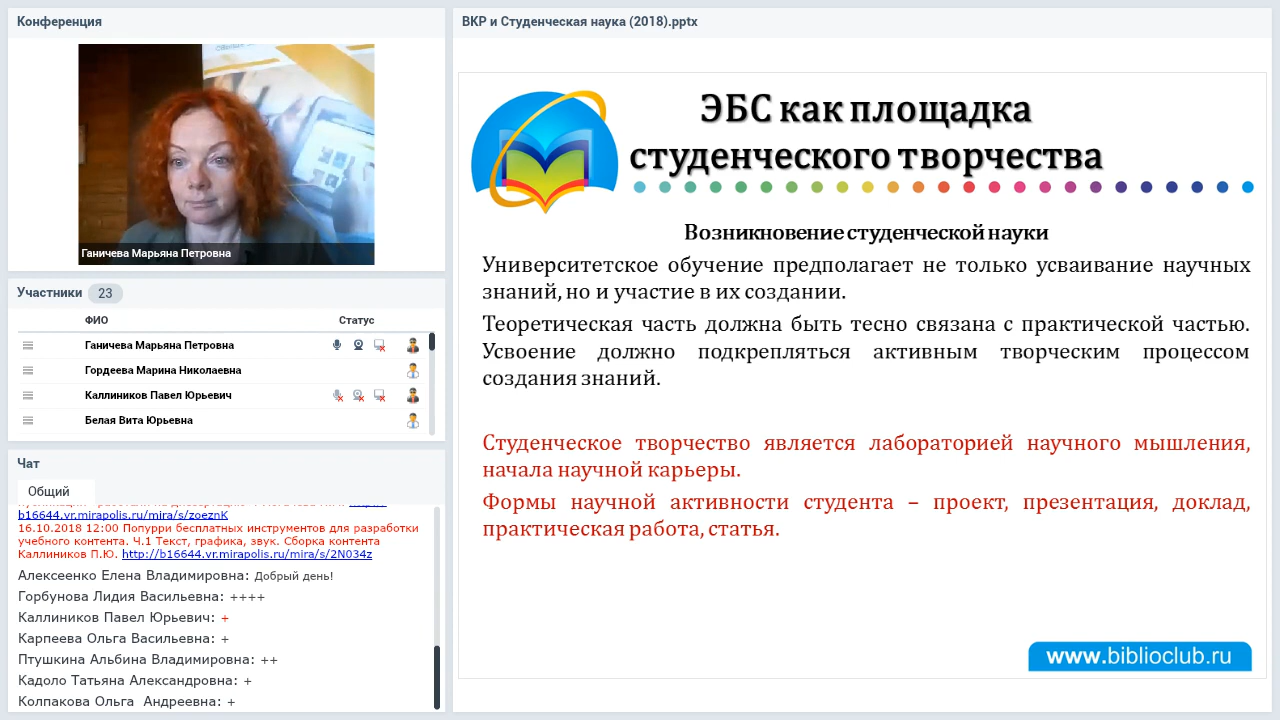 Конференция
Ганичева Марьяна Петровна
Участники 23
ФИО Статус
Ганичева Марьяна Петровна
Гордеева Марина Николаевна
Каллиников Павел Юрьевич
Белая Вита Юрьевна
Чат
Общий
b16644.vr.mirapolis.ru/mira/s/zoeznK
16.10.2018 12:00 Попурри бесплатных инструментов для разработки
учебного контента. Ч.1 Текст, графика, звук. Сборка контента
Каллиников П.Ю. http://b16644.vr.mirapolis.ru/mira/s/2N034z
Алексеенко Елена Владимировна: Добрый день!
Горбунова Лидия Васильевна: ++++
Каллиников Павел Юрьевич: +
Карпеева Ольга Васильевна: +
Птушкина Альбина Владимировна: ++
Кадоло Татьяна Александровна: +
Колпакова Ольга  Андреевна: +
ВКР и Студенческая наука (2018).pptx
ЭБС как площадка
студенческого творчества
Возникновение студенческой науки
Университетское обучение предполагает не только усваивание научных
знаний, но и участие в их создании.
Теоретическая часть должна быть тесно связана с практической частью.
Усвоение должно подкрепляться активным творческим процессом
создания знаний.
Студенческое творчество является лабораторией научного мышления,
начала научной карьеры.
Формы научной активности студента – проект, презентация, доклад,
практическая работа, статья.
www.biblioclub.ru